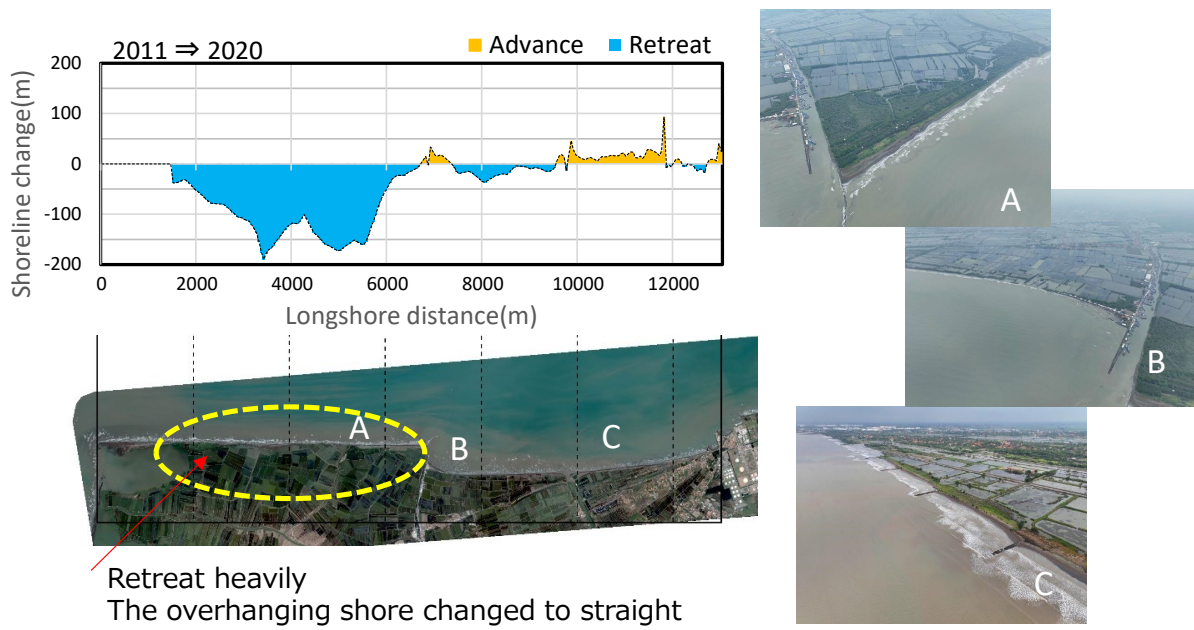 2011 ⇒ 2020
Advance
Retreat
Shoreline change(m)
200
100
0
-100
-200
0
2000
4000
6000
8000
10000
12000
Longshore distance(m)
A
B
C
Retreat heavily
The overhanging shore changed to straight
A
B
C